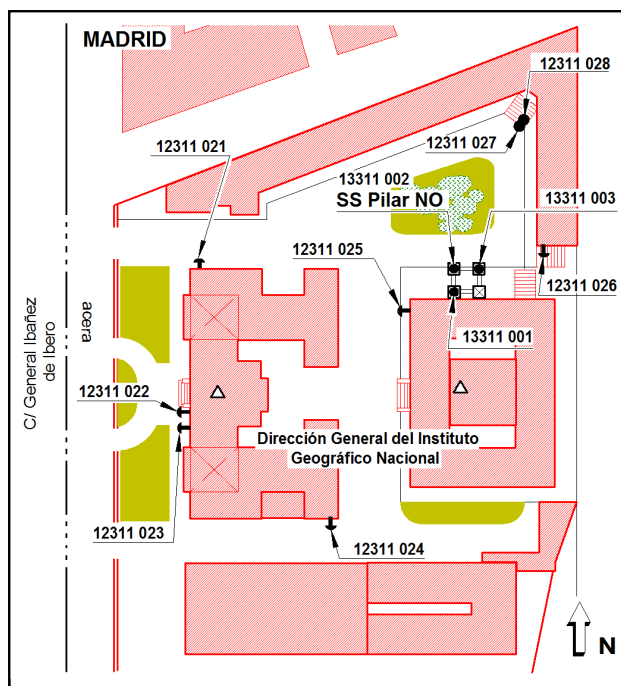 MADRID
12311 028
12311 021
12311 027
13311 002
SS Pilar NO
13311 003
12311 025
12311 026
13311 001
C/ General Ibañez
de Ibero
acera
12311 022
Dirección General del Instituto
Geográfico Nacional
12311 023
12311 024
N